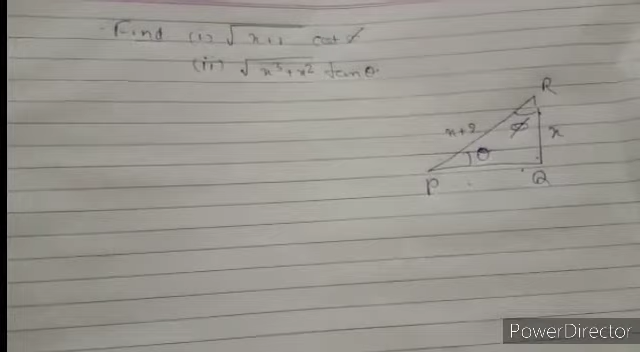 Find (i) √x+1 cot φ
(ii) √x³+x² tan θ
R
x+2 φ x
θ
P Q
PowerDirector